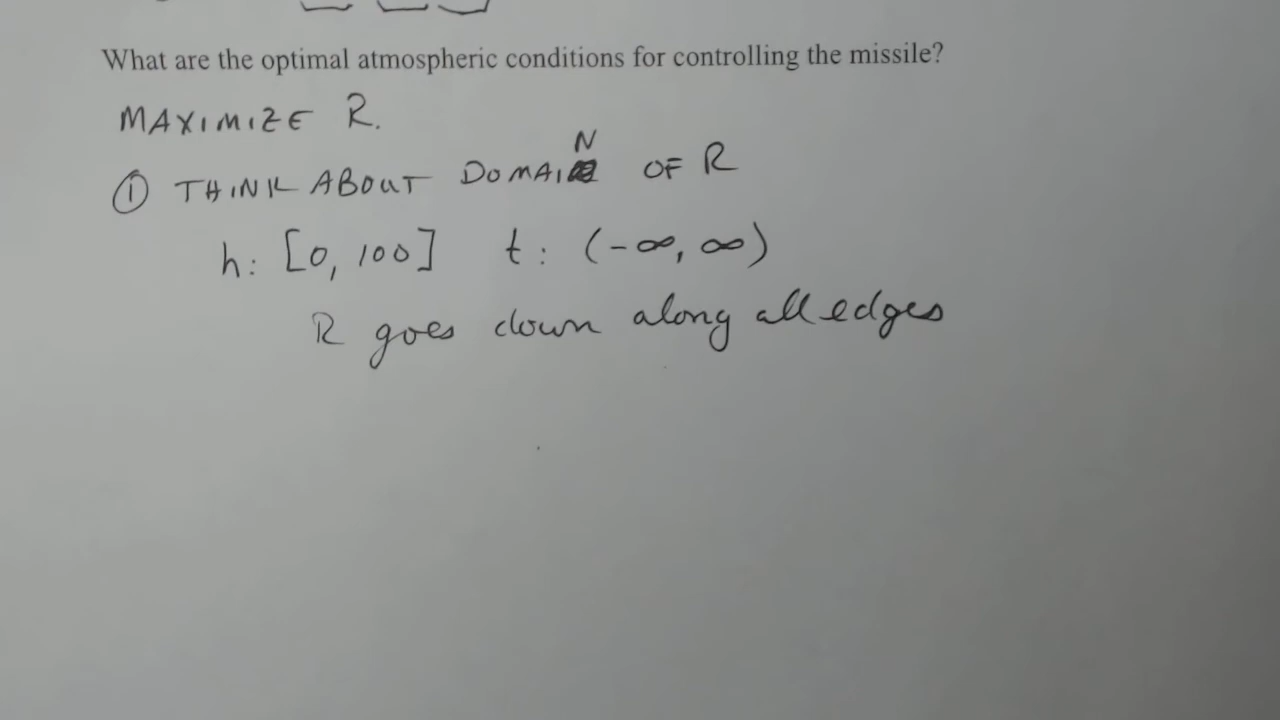 What are the optimal atmospheric conditions for controlling the missile?
MAXIMIZE R.
① THINK ABOUT DOMAIN OF R
h: [0, 100] t: (-∞, ∞)
R goes down along all edges